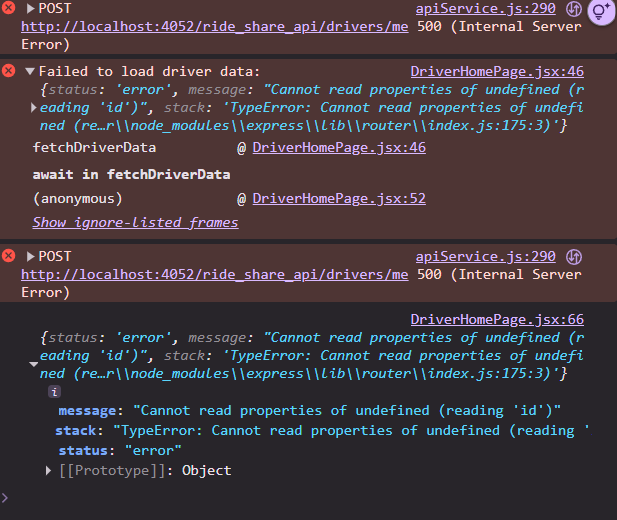 POST apiService.js:290
http://localhost:4052/ride_share_api/drivers/me 500 (Internal Server
Error)
Failed to load driver data: DriverHomePage.jsx:46
{status: 'error', message: "Cannot read properties of undefined (r
eading 'id')", stack: 'TypeError: Cannot read properties of undefi
ned (re…r\\node_modules\\express\\lib\\router\\index.js:175:3)'}
fetchDriverData @ DriverHomePage.jsx:46
await in fetchDriverData
(anonymous) @ DriverHomePage.jsx:52
Show ignore-listed frames
POST apiService.js:290
http://localhost:4052/ride_share_api/drivers/me 500 (Internal Server
Error)
DriverHomePage.jsx:66
{status: 'error', message: "Cannot read properties of undefined (r
eading 'id')", stack: 'TypeError: Cannot read properties of undefi
ned (re…r\\node_modules\\express\\lib\\router\\index.js:175:3)'}
i
message: "Cannot read properties of undefined (reading 'id')"
stack: "TypeError: Cannot read properties of undefined (reading '
status: "error"
[[Prototype]]: Object